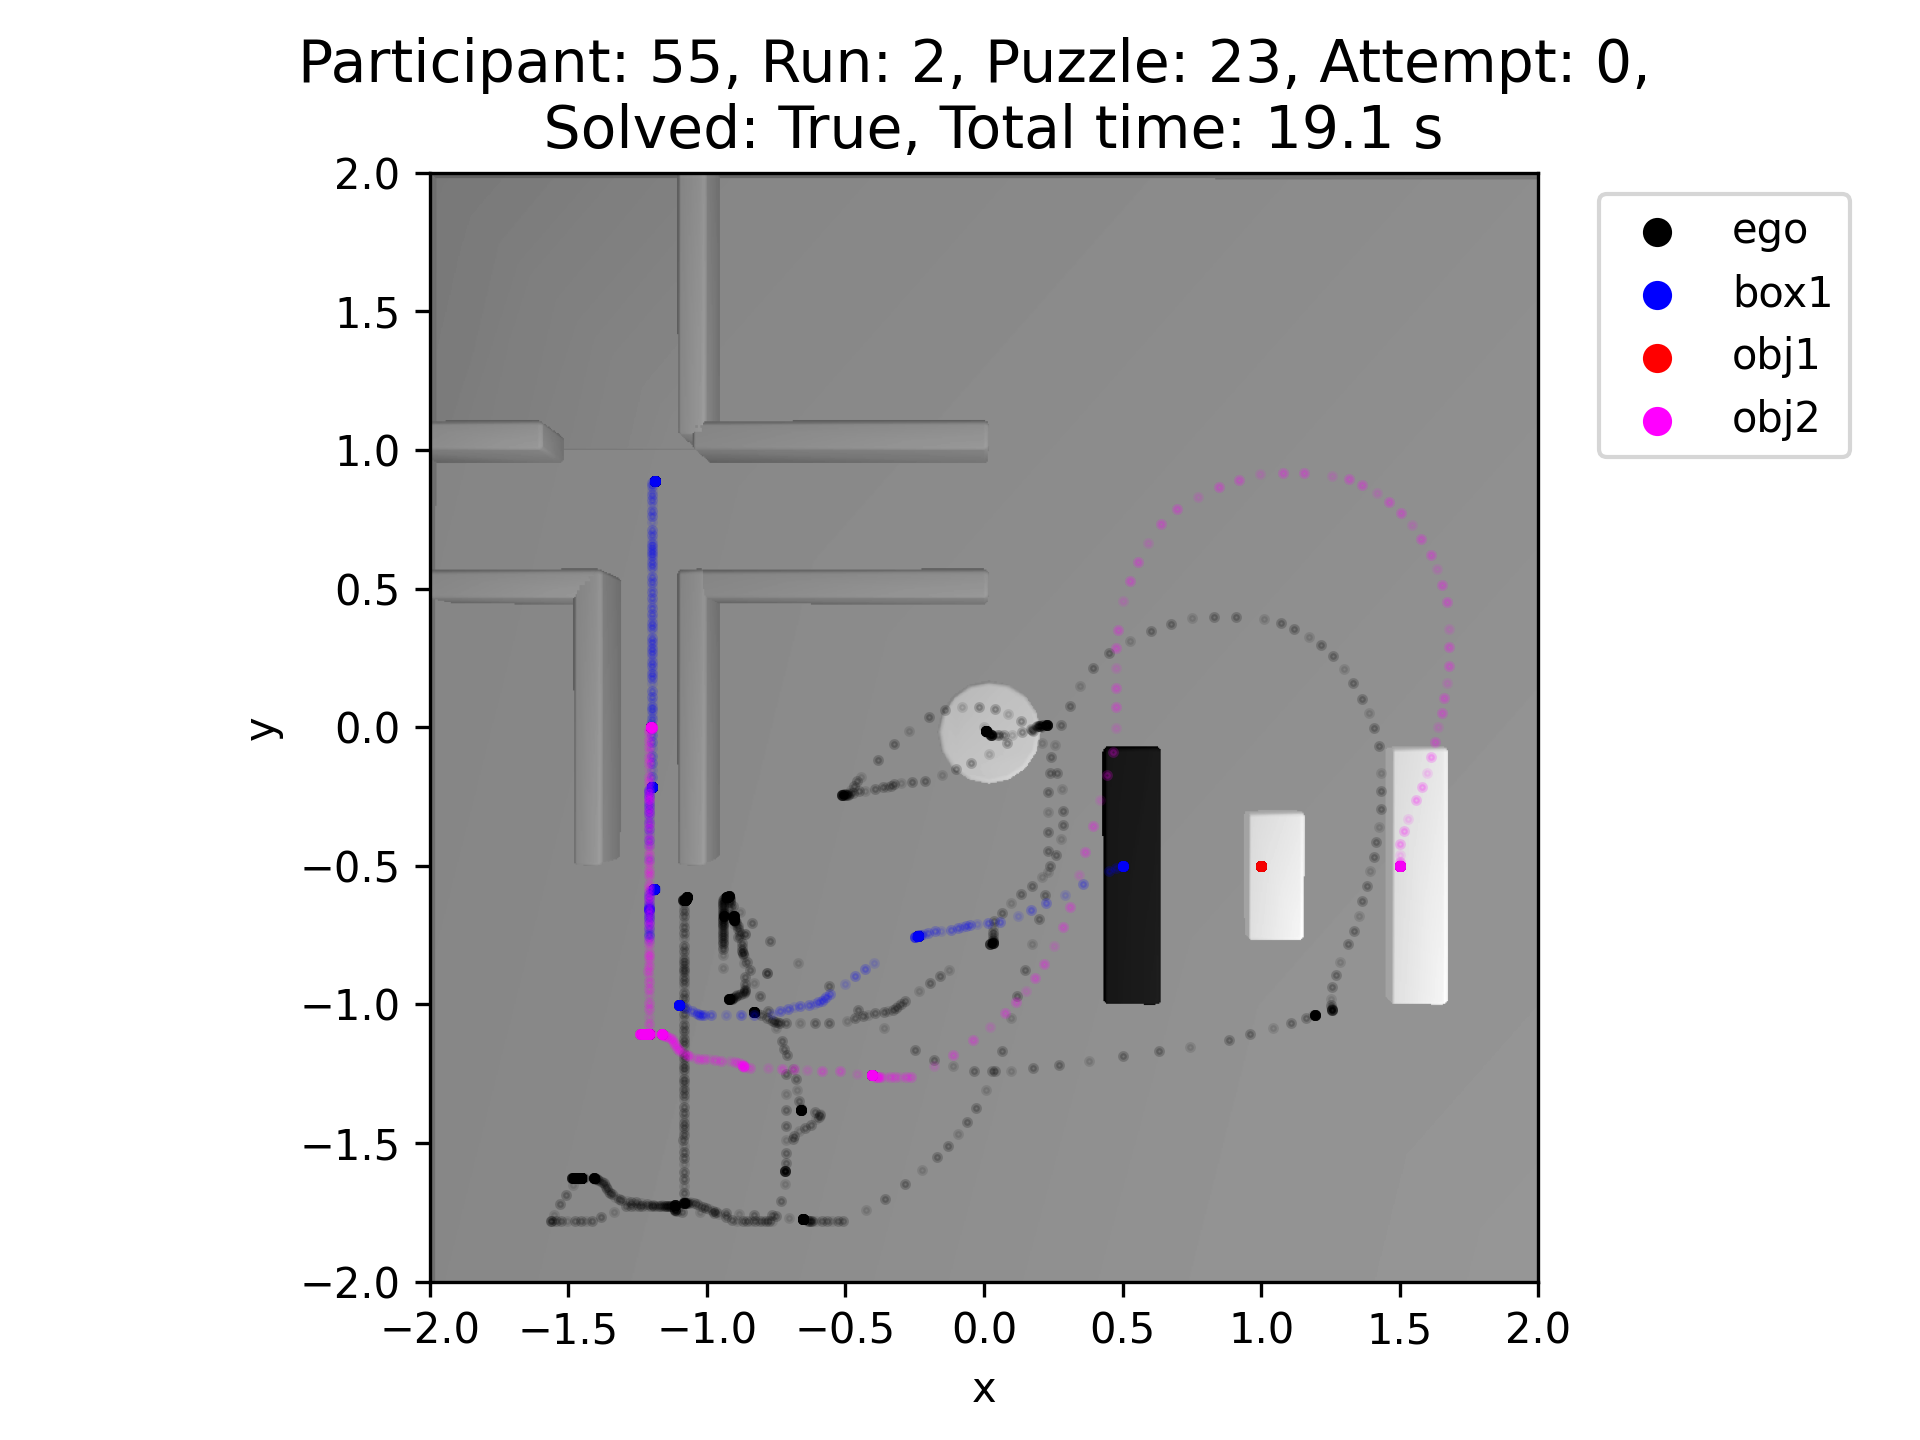 Participant: 55, Run: 2, Puzzle: 23, Attempt: 0,
Solved: True, Total time: 19.1 s
2.0
1.5
1.0
0.5
0.0
−0.5
−1.0
−1.5
−2.0
y
−2.0 −1.5 −1.0 −0.5 0.0 0.5 1.0 1.5 2.0
x
ego
box1
obj1
obj2